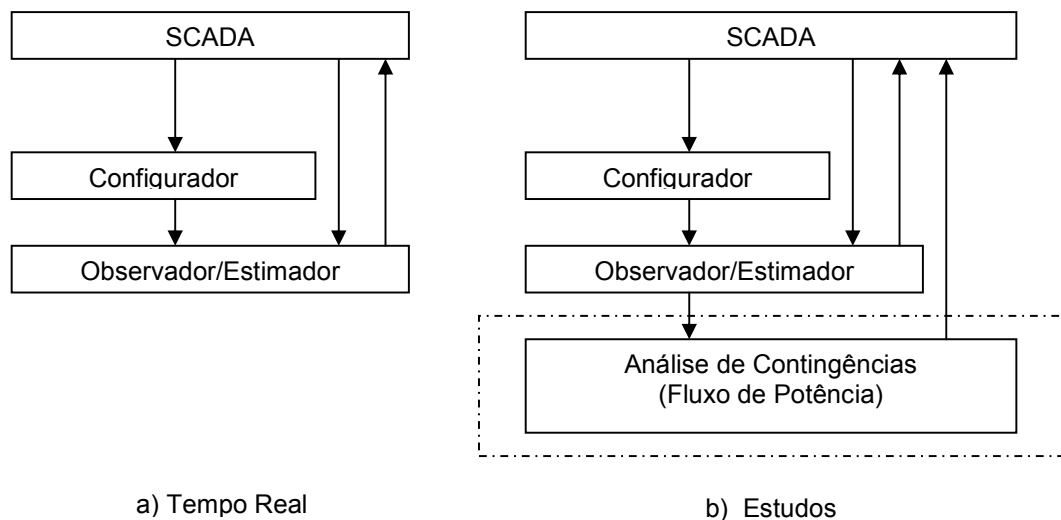 SCADA
Configurador
Observador/Estimador
a) Tempo Real
SCADA
Configurador
Observador/Estimador
Análise de Contingências
(Fluxo de Potência)
b) Estudos